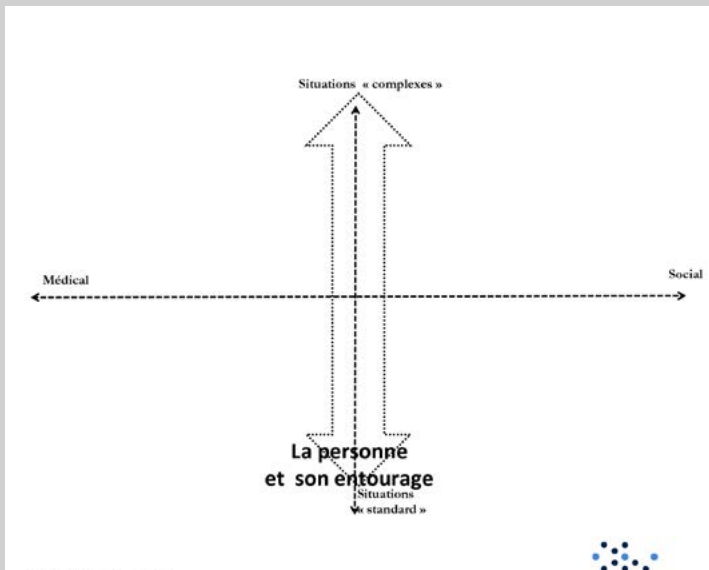 Situations « complexes »
Médical
Social
La personne
et son entourage
Situations
« standard »